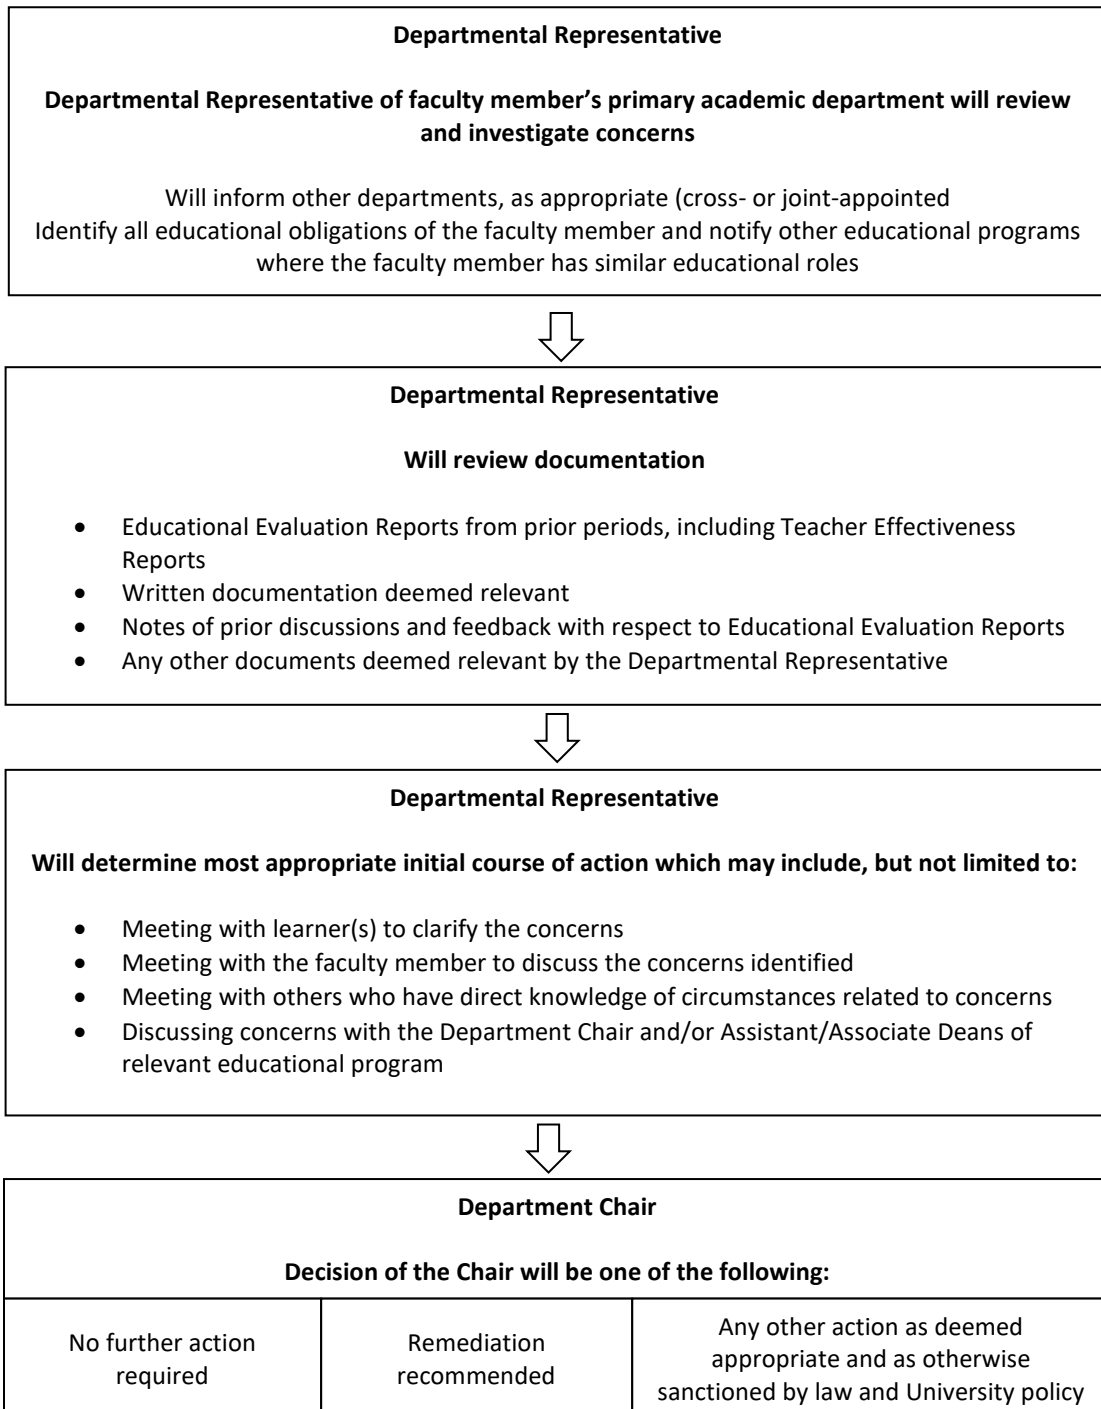 Departmental Representative
Departmental Representative of faculty member’s primary academic department will review
and investigate concerns
Will inform other departments, as appropriate (cross- or joint-appointed
Identify all educational obligations of the faculty member and notify other educational programs
where the faculty member has similar educational roles
Departmental Representative
Will review documentation
• Educational Evaluation Reports from prior periods, including Teacher Effectiveness
Reports
• Written documentation deemed relevant
• Notes of prior discussions and feedback with respect to Educational Evaluation Reports
• Any other documents deemed relevant by the Departmental Representative
Departmental Representative
Will determine most appropriate initial course of action which may include, but not limited to:
• Meeting with learner(s) to clarify the concerns
• Meeting with the faculty member to discuss the concerns identified
• Meeting with others who have direct knowledge of circumstances related to concerns
• Discussing concerns with the Department Chair and/or Assistant/Associate Deans of
relevant educational program
Department Chair
Decision of the Chair will be one of the following:
No further action
required
Remediation
recommended
Any other action as deemed
appropriate and as otherwise
sanctioned by law and University policy